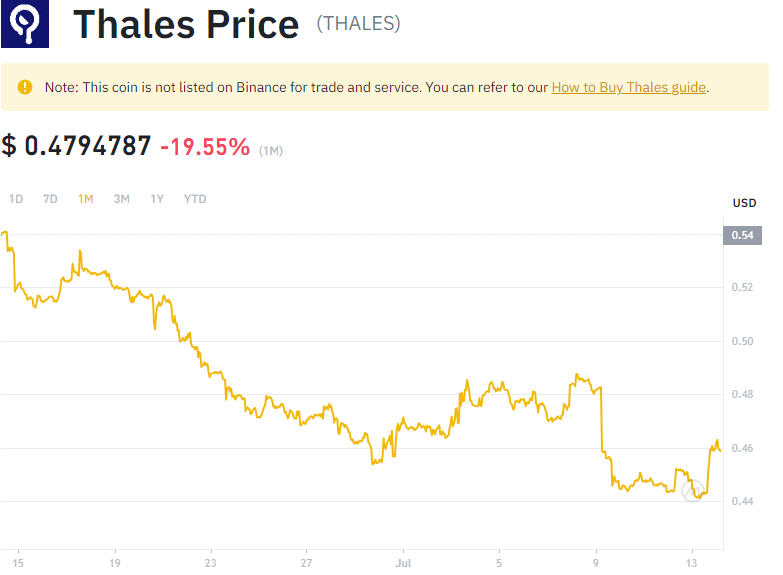 Thales Price (THALES)
Note: This coin is not listed on Binance for trade and service. You can refer to our How to Buy Thales guide.
$ 0.4794787 -19.55% (1M)
1D 7D 1M 3M 1Y YTD
USD
0.54
0.52
0.50
0.48
0.46
0.44
15 19 23 27 Jul 5 9 13